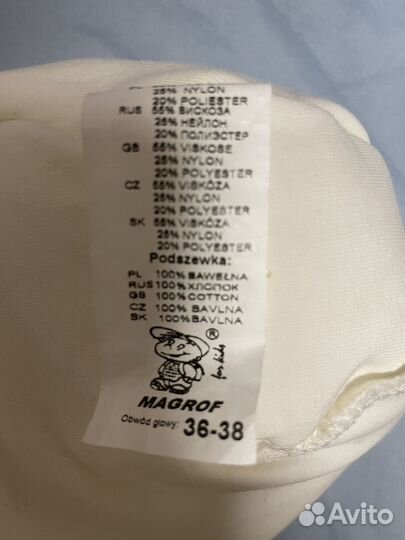 25% NYLON
20% POLIESTER
RUS 55% ВИСКОЗА
25% НЕЙЛОН
20% ПОЛИЭСТЕР
GB 55% VISKOSE
25% NYLON
20% POLYESTER
CZ 55% VISKÓZA
25% NYLON
20% POLYESTER
SK 55% VISKÓZA
25% NYLON
20% POLYESTER
Podszewka:
PL 100% BAWEŁNA
RUS 100% ХЛОПОК
GB 100% COTTON
CZ 100% BAVLNA
SK 100% BAVLNA
®
for kids
MAGROF
Obwód głowy: 36-38
Avito